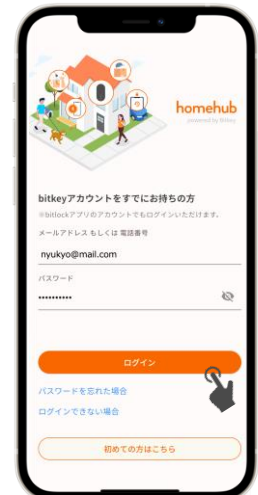 homehub
powered by Bitkey
bitkeyアカウントをすでにお持ちの方
※bitlockアプリのアカウントでもログインいただけます。
メールアドレス もしくは 電話番号
nyukyo@mail.com
パスワード
••••••••••
ログイン
パスワードを忘れた場合
ログインできない場合
初めての方はこちら